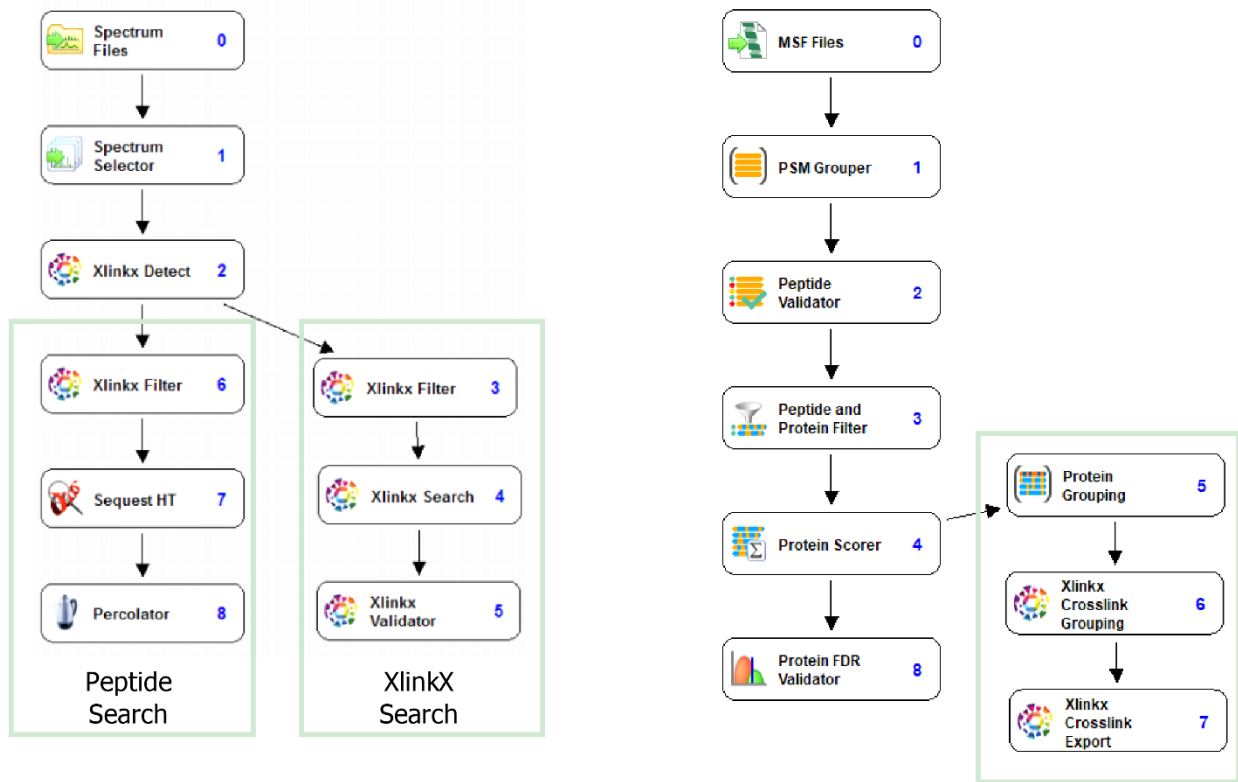 Spectrum
Files
0
Spectrum
Selector
1
Xlinkx Detect 2
Xlinkx Filter 6
Sequest HT 7
Percolator 8
Peptide
Search
Xlinkx Filter 3
Xlinkx Search 4
Xlinkx
Validator
5
XlinkX
Search
MSF Files 0
PSM Grouper 1
Peptide
Validator
2
Peptide and
Protein Filter
3
Protein Scorer 4
Protein FDR
Validator
8
Protein
Grouping
5
Xlinkx
Crosslink
Grouping
6
Xlinkx
Crosslink
Export
7